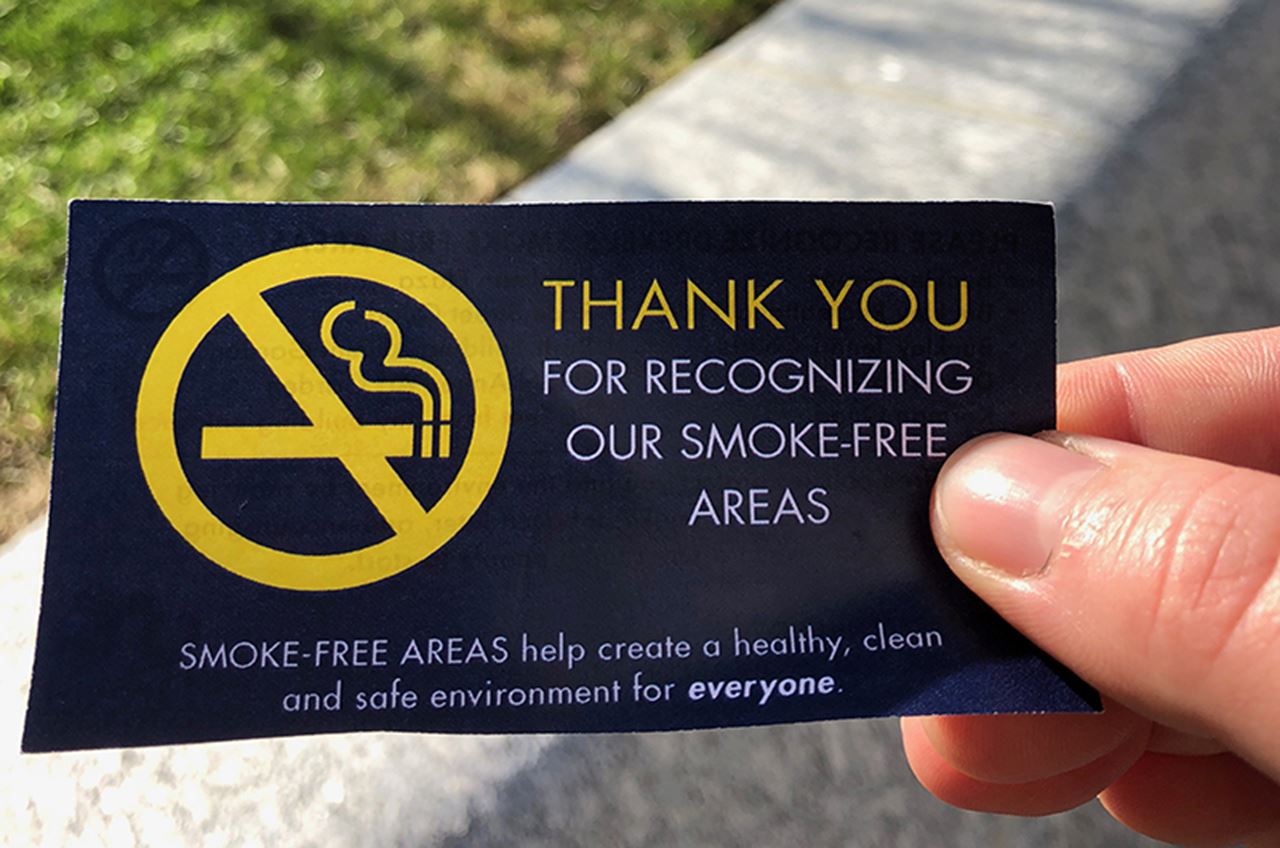 THANK YOU
FOR RECOGNIZING
OUR SMOKE-FREE
AREAS
SMOKE-FREE AREAS help create a healthy, clean
and safe environment for everyone.